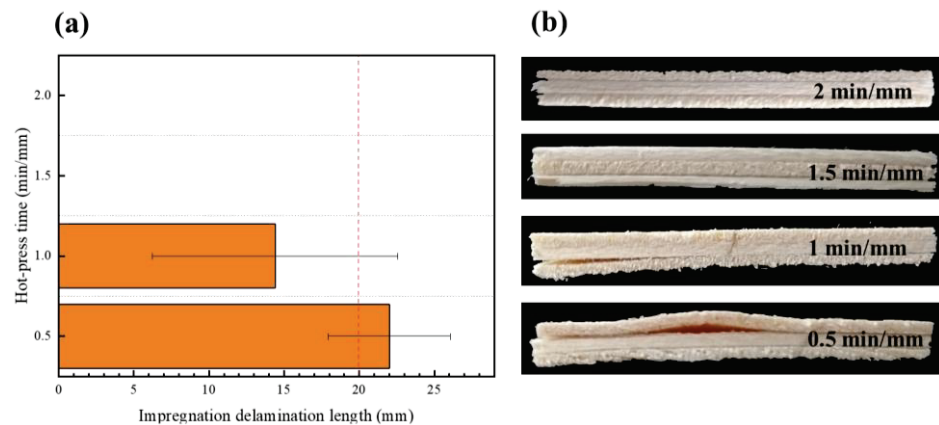 (a)
(b)
2.0
1.5
1.0
0.5
Hot-press time (min/mm)
0
5
10
15
20
25
Impregnation delamination length (mm)
2 min/mm
1.5 min/mm
1 min/mm
0.5 min/mm